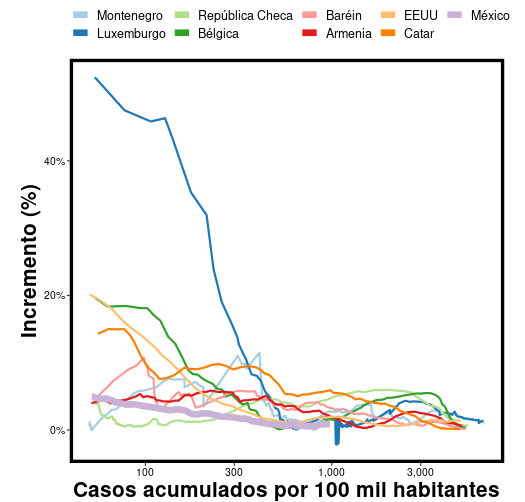 Montenegro República Checa Baréin EEUU México
Luxemburgo Bélgica Armenia Catar
40%
20%
0%
Incremento (%)
100 300 1,000 3,000
Casos acumulados por 100 mil habitantes